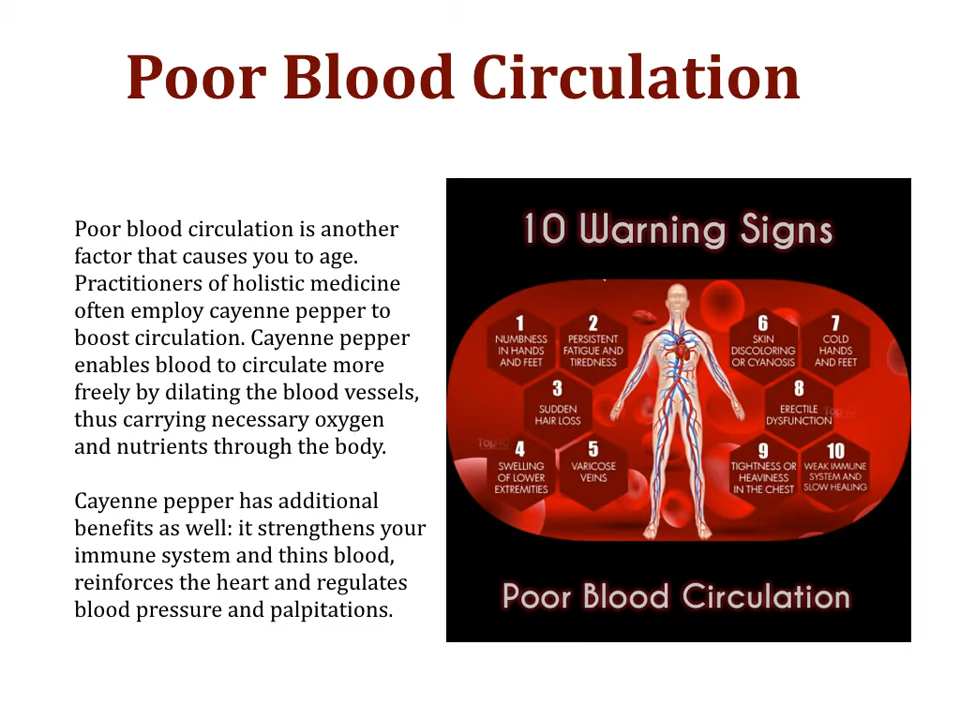 Poor Blood Circulation
Poor blood circulation is another
factor that causes you to age.
Practitioners of holistic medicine
often employ cayenne pepper to
boost circulation. Cayenne pepper
enables blood to circulate more
freely by dilating the blood vessels,
thus carrying necessary oxygen
and nutrients through the body.
Cayenne pepper has additional
benefits as well: it strengthens your
immune system and thins blood,
reinforces the heart and regulates
blood pressure and palpitations.
10 Warning Signs
1
NUMBNESS
IN HANDS
AND FEET
2
PERSISTENT
FATIGUE AND
TIREDNESS
3
SUDDEN
HAIR LOSS
4
SWELLING
OF LOWER
EXTREMITIES
5
VARICOSE
VEINS
6
SKIN
DISCOLORING
OR CYANOSIS
7
COLD
HANDS
AND FEET
8
ERECTILE
DYSFUNCTION
9
TIGHTNESS OR
HEAVINESS
IN THE CHEST
10
WEAK IMMUNE
SYSTEM AND
SLOW HEALING
Poor Blood Circulation